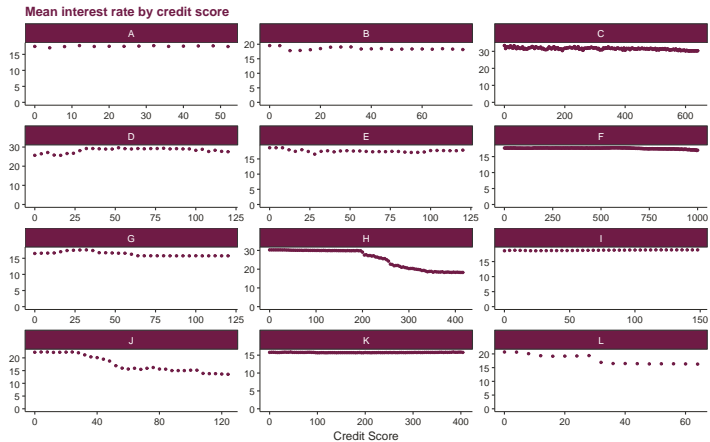 Mean interest rate by credit score
A B C
15 10 5 0
0 10 20 30 40 50
20 15 10 5 0
0 20 40 60
30 20 10 0
0 200 400 600
D E F
30 20 10 0
0 25 50 75 100 125
15 10 5 0
0 25 50 75 100 125
15 10 5 0
0 250 500 750 1000
G H I
15 10 5 0
0 25 50 75 100 125
30 20 10 0
0 100 200 300 400
15 10 5 0
0 50 100 150
J K L
20 15 10 5 0
0 40 80 120
15 10 5 0
0 100 200 300 400
20 15 10 5 0
0 20 40 60
Credit Score